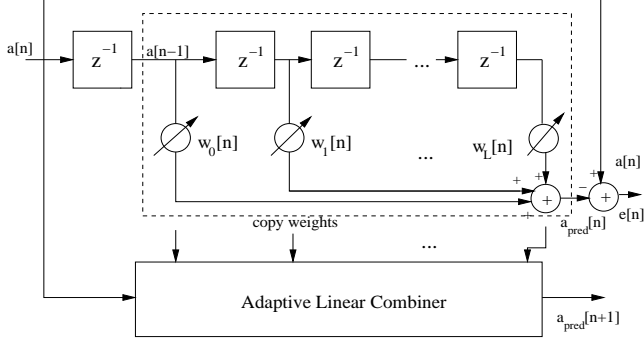 a[n]
z⁻¹
a[n−1]
z⁻¹
z⁻¹
...
z⁻¹
w₀[n]
w₁[n]
...
w_L[n]
a[n]
+
+
+
+
+
−
+
+
e[n]
a_pred[n]
copy weights
...
Adaptive Linear Combiner
a_pred[n+1]